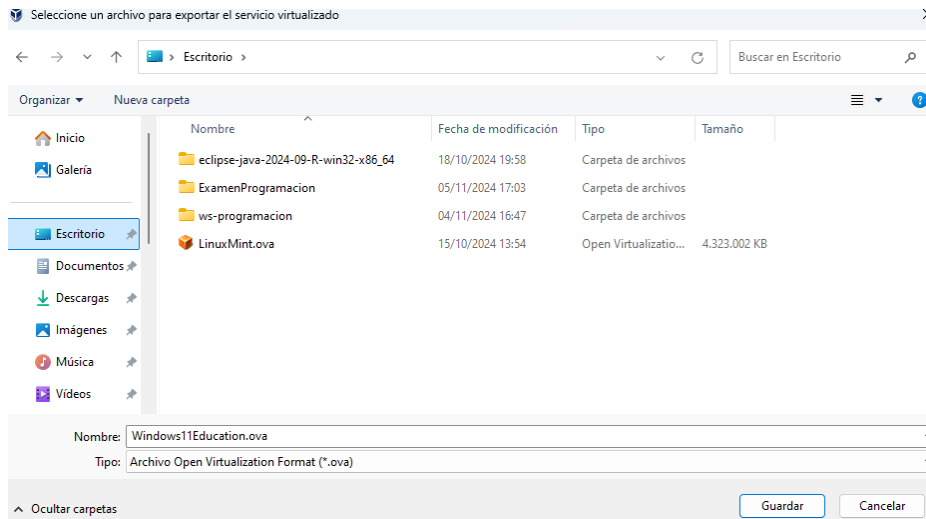 Seleccione un archivo para exportar el servicio virtualizado
Escritorio
Buscar en Escritorio
Organizar Nueva carpeta
Inicio
Galería
Escritorio
Documentos
Descargas
Imágenes
Música
Vídeos
Nombre Fecha de modificación Tipo Tamaño
eclipse-java-2024-09-R-win32-x86_64 18/10/2024 19:58 Carpeta de archivos
ExamenProgramacion 05/11/2024 17:03 Carpeta de archivos
ws-programacion 04/11/2024 16:47 Carpeta de archivos
LinuxMint.ova 15/10/2024 13:54 Open Virtualizatio... 4.323.002 KB
Nombre: Windows11Education.ova
Tipo: Archivo Open Virtualization Format (*.ova)
Ocultar carpetas
Guardar Cancelar